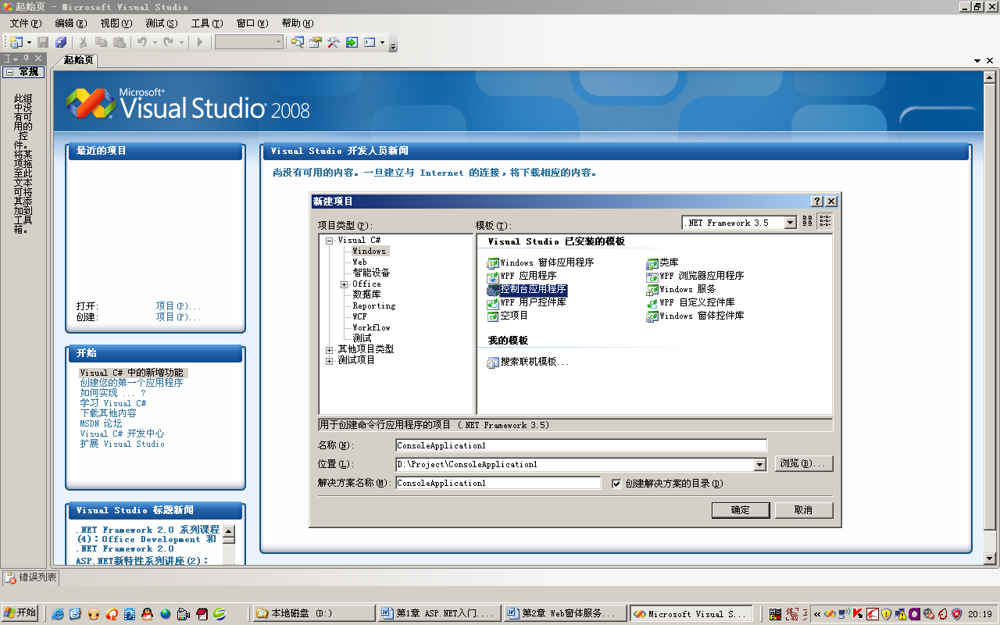 起始页 - Microsoft Visual Studio
文件(F) 编辑(E) 视图(V) 测试(S) 工具(T) 窗口(W) 帮助(H)
起始页
常规
此组中没有可用的控件。将某项拖至此文本可将其添加到工具箱。
Microsoft®
Visual Studio® 2008
最近的项目
打开: 项目(P)...
创建: 项目(P)...
开始
Visual C# 中的新增功能
创建您的第一个应用程序
如何实现 ... ?
学习 Visual C#
下载其他内容
MSDN 论坛
Visual C# 开发中心
扩展 Visual Studio
Visual Studio 标题新闻
.NET Framework 2.0 系列课程
(4)：Office Development 和
.NET Framework 2.0
ASP.NET新特性系列讲座(2)：
Visual Studio 开发人员新闻
尚没有可用的内容。一旦建立与 Internet 的连接，将下载相应的内容。
新建项目
项目类型(P):
Visual C#
Windows
Web
智能设备
Office
数据库
Reporting
WCF
Workflow
测试
其他项目类型
测试项目
模板(T):
.NET Framework 3.5
Visual Studio 已安装的模板
Windows 窗体应用程序
类库
WPF 应用程序
WPF 浏览器应用程序
控制台应用程序
Windows 服务
WPF 用户控件库
WPF 自定义控件库
空项目
Windows 窗体控件库
我的模板
搜索联机模板...
用于创建命令行应用程序的项目 (.NET Framework 3.5)
名称(N): ConsoleApplication1
位置(L): D:\Project\ConsoleApplication1 浏览(B)...
解决方案名称(M): ConsoleApplication1 创建解决方案的目录(D)
确定 取消
错误列表
开始 本地磁盘 (D:) 第1章 ASP.NET入门.... 第2章 Web窗体服务... Microsoft Visual S... 20:19